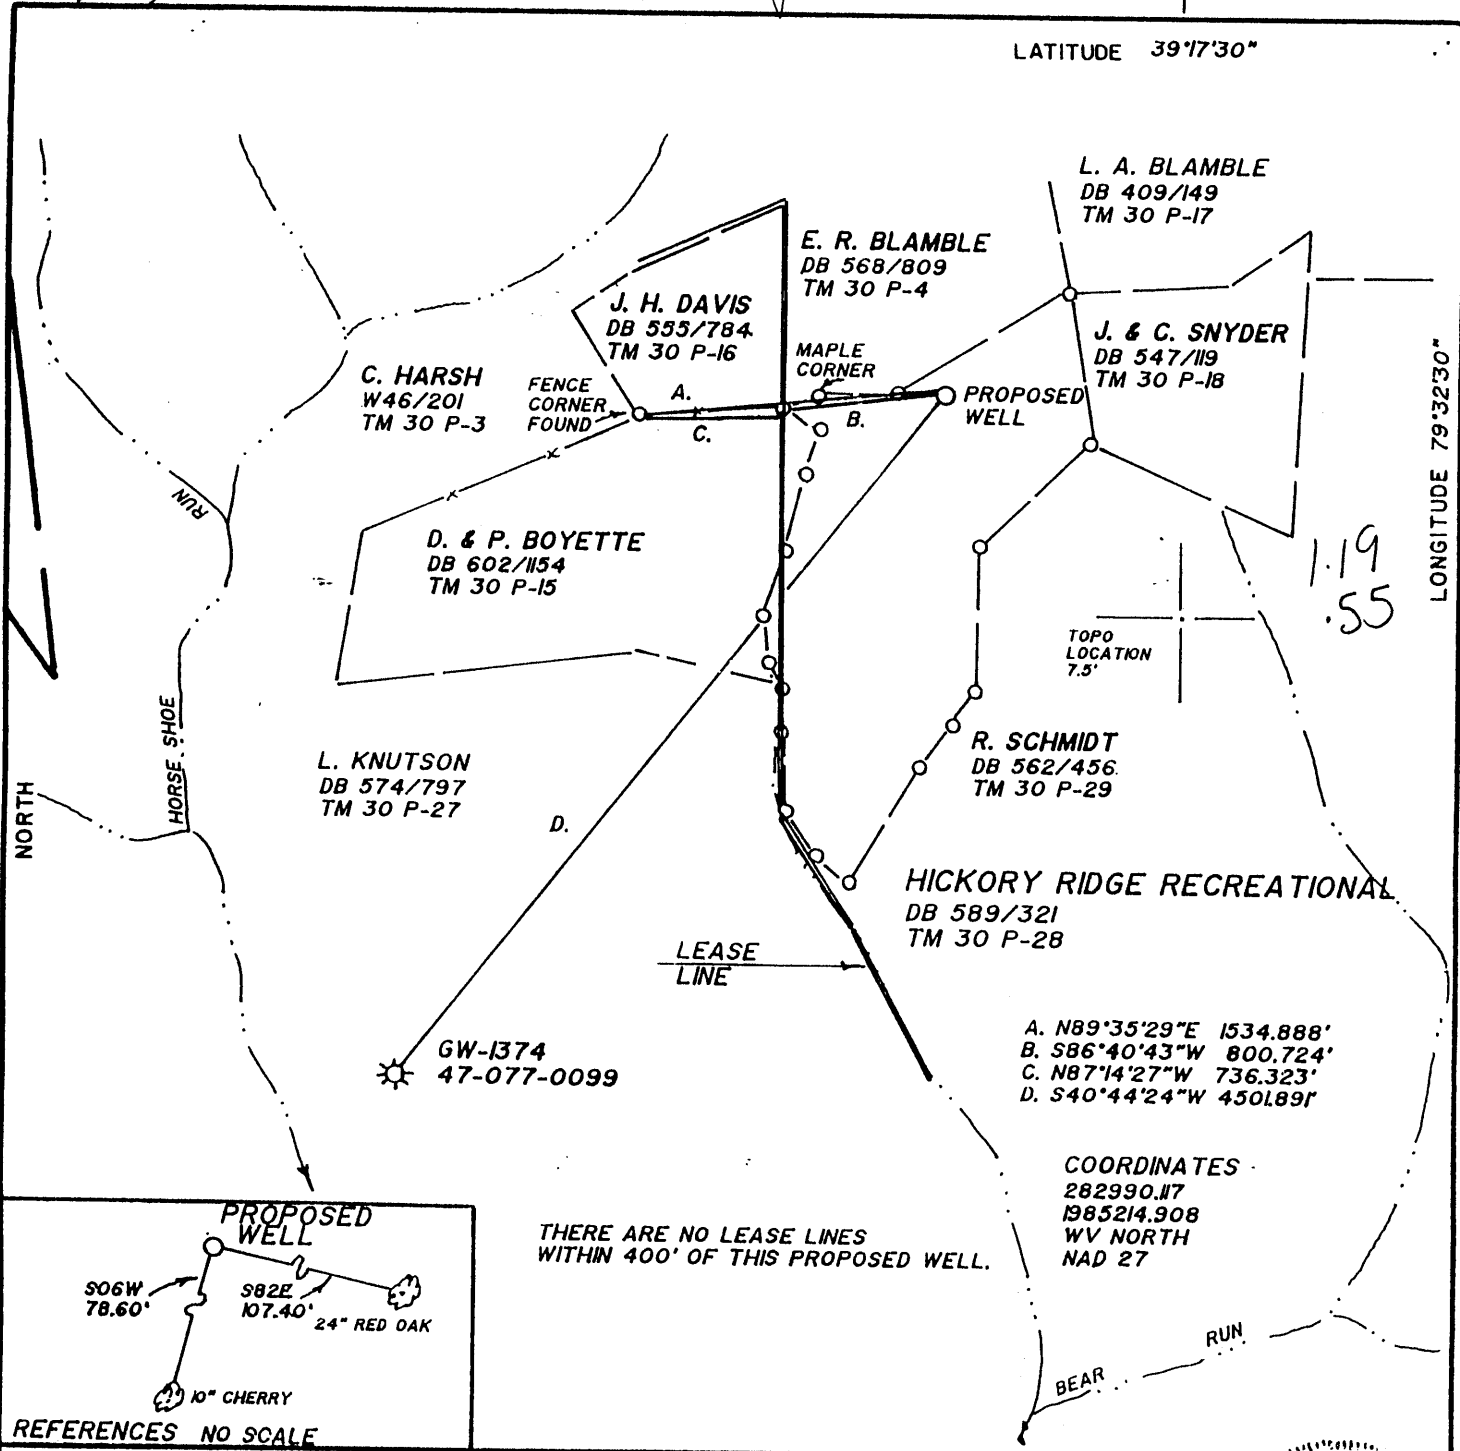 LATITUDE 39°17'30"
L. A. BLAMBLE
DB 409/149
TM 30 P-17
E. R. BLAMBLE
DB 568/809
TM 30 P-4
J. H. DAVIS
DB 555/784
TM 30 P-16
J. & C. SNYDER
DB 547/119
TM 30 P-18
MAPLE
CORNER
C. HARSH
W46/201
TM 30 P-3
FENCE
CORNER
FOUND
A.
B.
C.
PROPOSED
WELL
LONGITUDE 79°32'30"
RUN
D. & P. BOYETTE
DB 602/1154
TM 30 P-15
1.19
.55
TOPO
LOCATION
7.5'
HORSE SHOE
NORTH
L. KNUTSON
DB 574/797
TM 30 P-27
D.
R. SCHMIDT
DB 562/456
TM 30 P-29
HICKORY RIDGE RECREATIONAL
DB 589/321
TM 30 P-28
LEASE
LINE
GW-1374
47-077-0099
A. N89°35'29"E 1534.888'
B. S86°40'43"W 800.724'
C. N87°14'27"W 736.323'
D. S40°44'24"W 4501.891'
COORDINATES
282990.117
1985214.908
WV NORTH
NAD 27
THERE ARE NO LEASE LINES
WITHIN 400' OF THIS PROPOSED WELL.
PROPOSED
WELL
S06W
78.60'
S82E
107.40'
24" RED OAK
10" CHERRY
REFERENCES NO SCALE
BEAR RUN